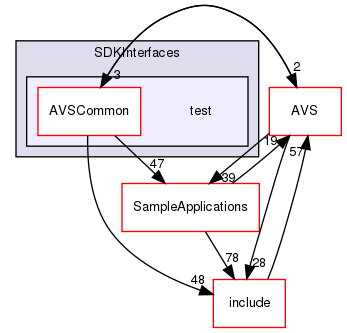 SDKInterfaces
3
2
AVSCommon
test
AVS
19
57
47
39
SampleApplications
78
28
48
include